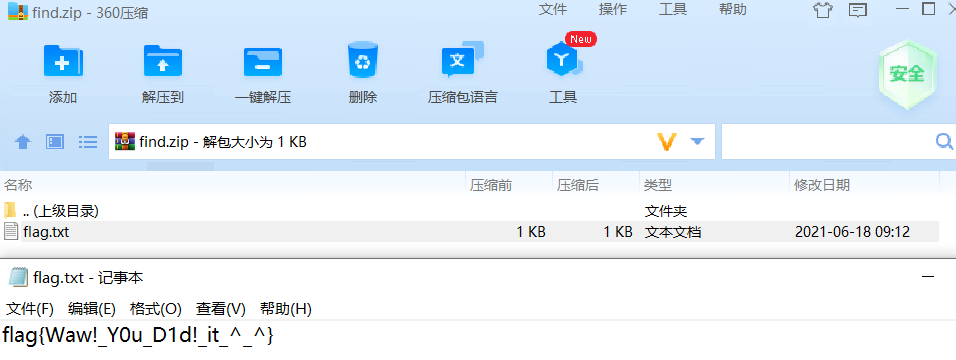 find.zip - 360压缩 文件 操作 工具 帮助
New
添加 解压到 一键解压 删除 压缩包语言 工具 安全
find.zip - 解包大小为 1 KB
名称 压缩前 压缩后 类型 修改日期
.. (上级目录) 文件夹
flag.txt 1 KB 1 KB 文本文档 2021-06-18 09:12
flag.txt - 记事本
文件(F) 编辑(E) 格式(O) 查看(V) 帮助(H)
flag{Waw!_Y0u_D1d!_it_^_^}